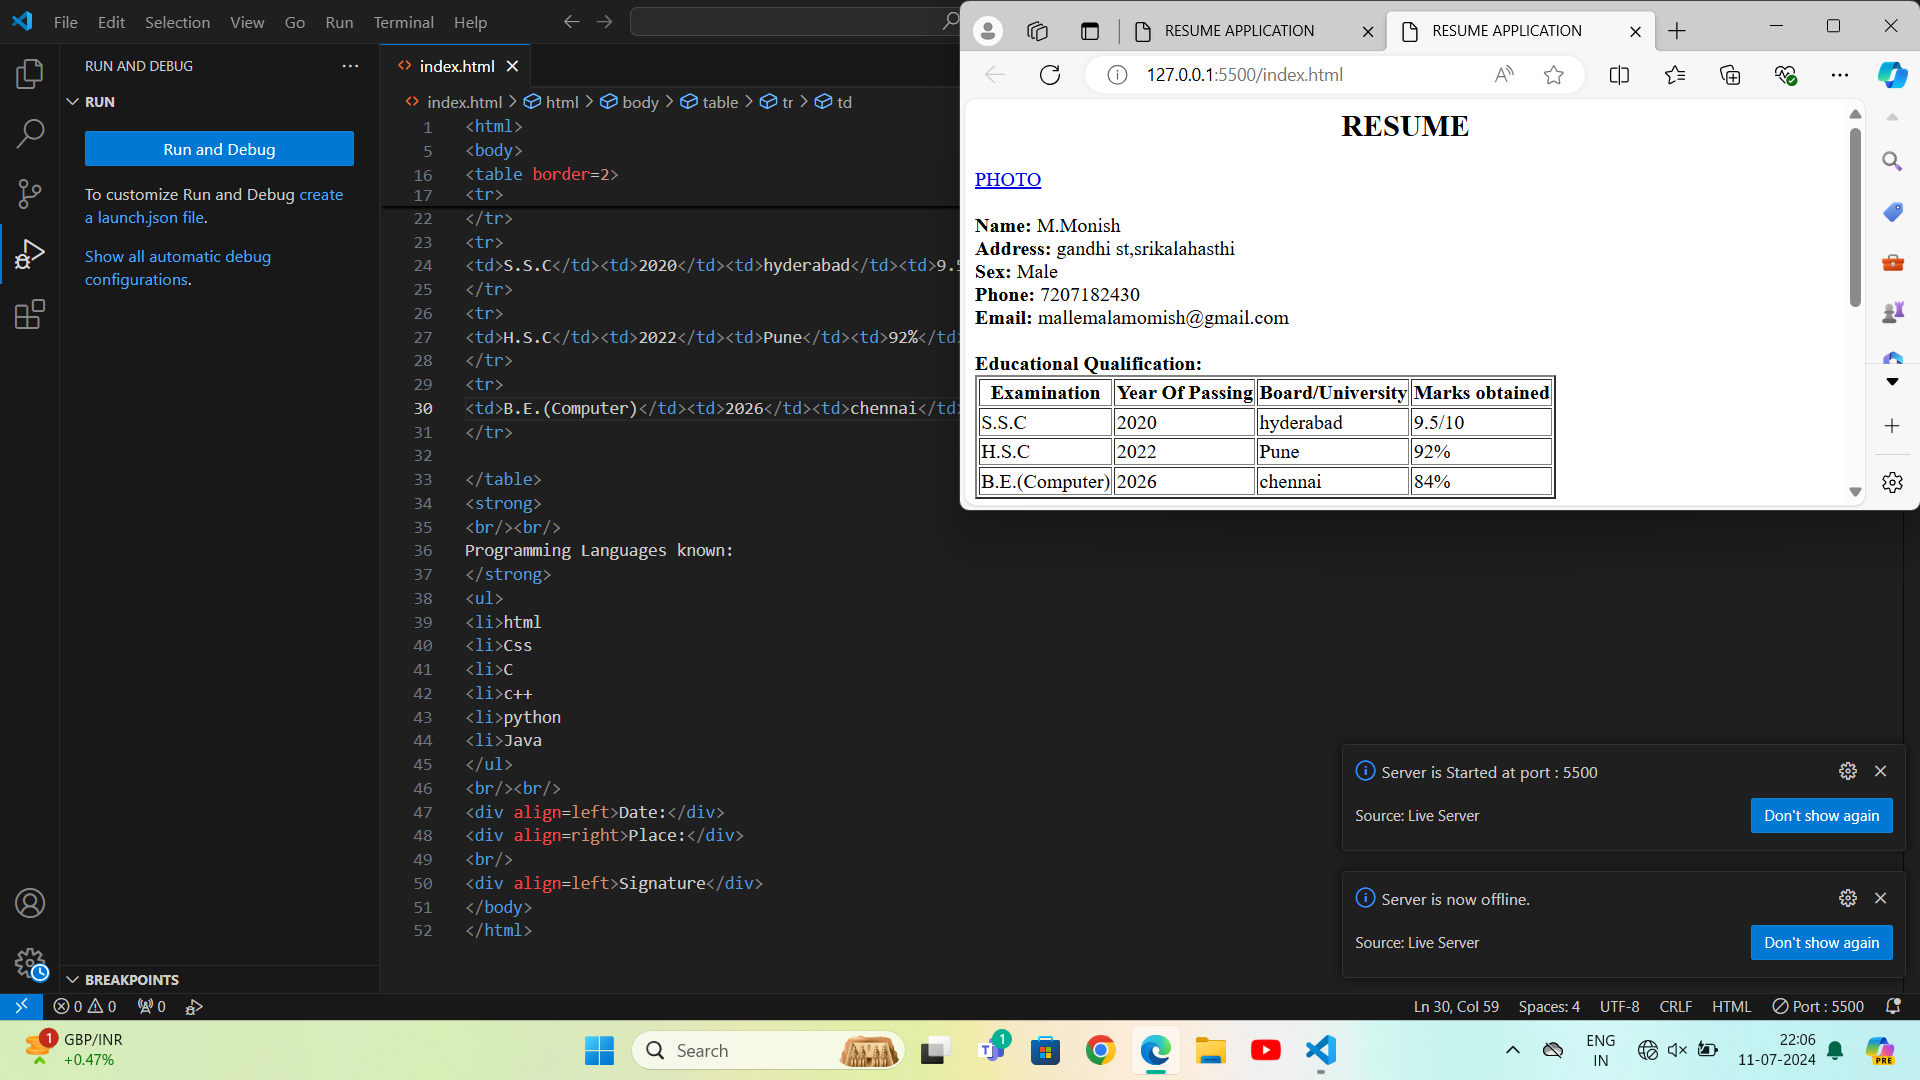 File Edit Selection View Go Run Terminal Help
RUN AND DEBUG
RUN
Run and Debug
To customize Run and Debug create
a launch.json file.
Show all automatic debug
configurations.
BREAKPOINTS
index.html
index.html > html > body > table > tr > td
1 <html>
5 <body>
16 <table border=2>
17 <tr>
22 </tr>
23 <tr>
24 <td>S.S.C</td><td>2020</td><td>hyderabad</td><td>9.5
25 </tr>
26 <tr>
27 <td>H.S.C</td><td>2022</td><td>Pune</td><td>92%</td>
28 </tr>
29 <tr>
30 <td>B.E.(Computer)</td><td>2026</td><td>chennai</td>
31 </tr>
32
33 </table>
34 <strong>
35 <br/><br/>
36 Programming Languages known:
37 </strong>
38 <ul>
39 <li>html
40 <li>Css
41 <li>C
42 <li>c++
43 <li>python
44 <li>Java
45 </ul>
46 <br/><br/>
47 <div align=left>Date:</div>
48 <div align=right>Place:</div>
49 <br/>
50 <div align=left>Signature</div>
51 </body>
52 </html>
RESUME APPLICATION
RESUME APPLICATION
127.0.0.1:5500/index.html
RESUME
PHOTO
Name: M.Monish
Address: gandhi st,srikalahasthi
Sex: Male
Phone: 7207182430
Email: mallemalamomish@gmail.com
Educational Qualification:
Examination Year Of Passing Board/University Marks obtained
S.S.C 2020 hyderabad 9.5/10
H.S.C 2022 Pune 92%
B.E.(Computer) 2026 chennai 84%
Server is Started at port : 5500
Source: Live Server
Don't show again
Server is now offline.
Source: Live Server
Don't show again
0 0 0
Ln 30, Col 59 Spaces: 4 UTF-8 CRLF HTML Port : 5500
1
GBP/INR
+0.47%
Search
1
ENG
IN
22:06
11-07-2024
PRE